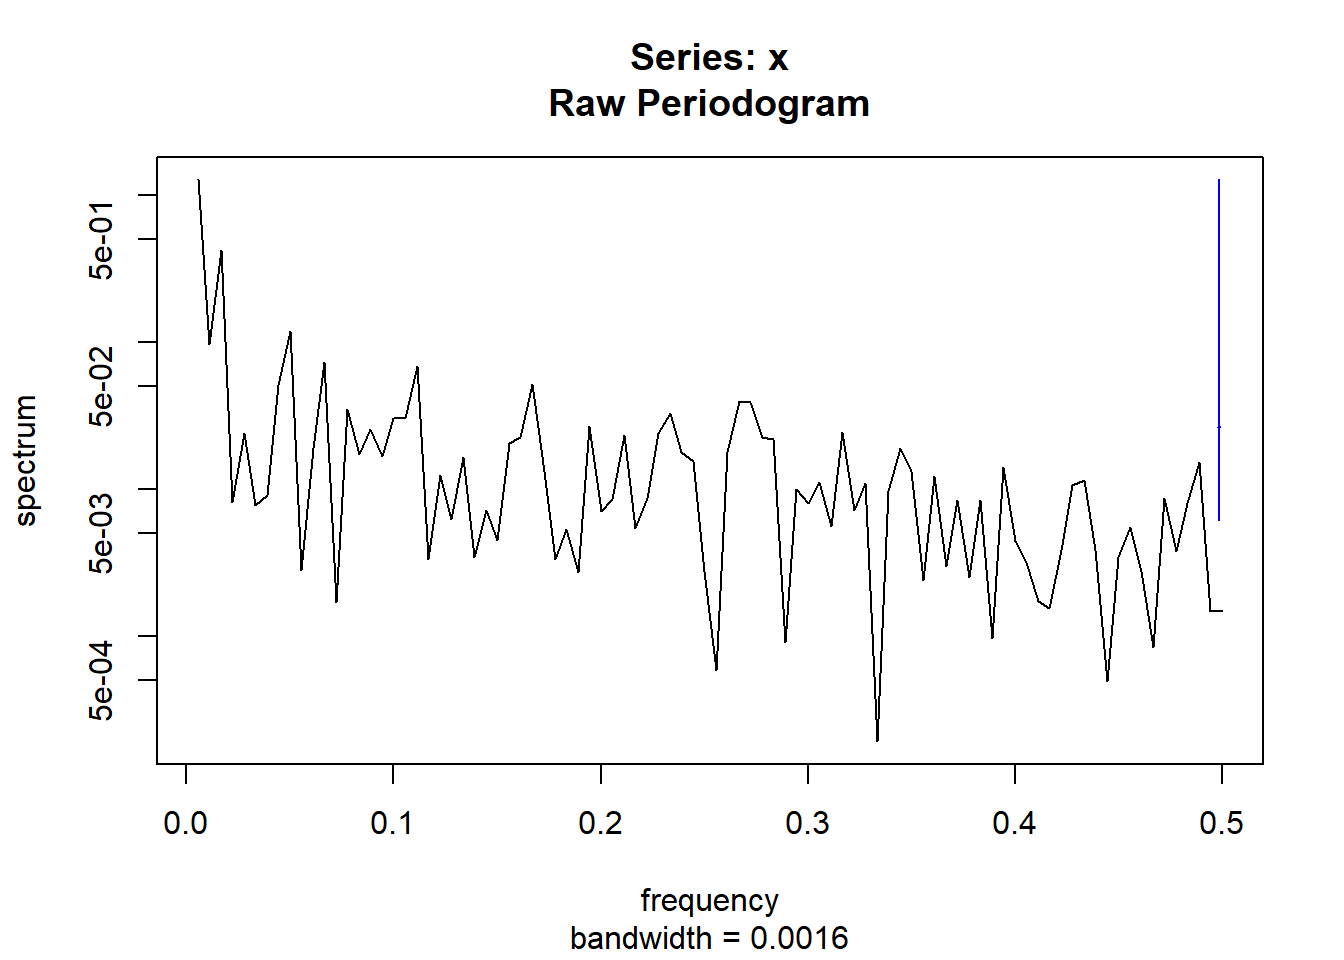 Series: x
Raw Periodogram
spectrum
5e-01
5e-02
5e-03
5e-04
0.0 0.1 0.2 0.3 0.4 0.5
frequency
bandwidth = 0.0016